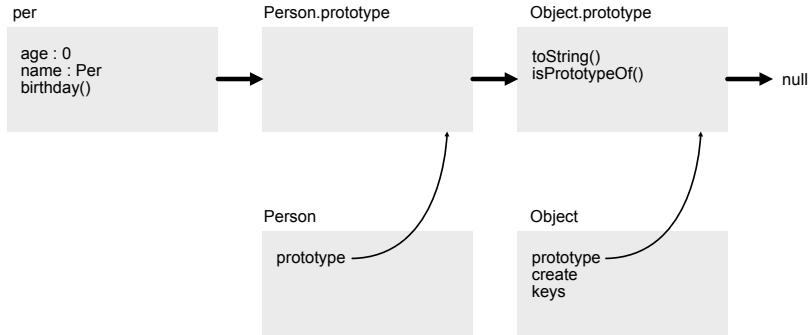 per
age : 0
name : Per
birthday()
Person.prototype
Object.prototype
toString()
isPrototypeOf()
null
Person
prototype
Object
prototype
create
keys